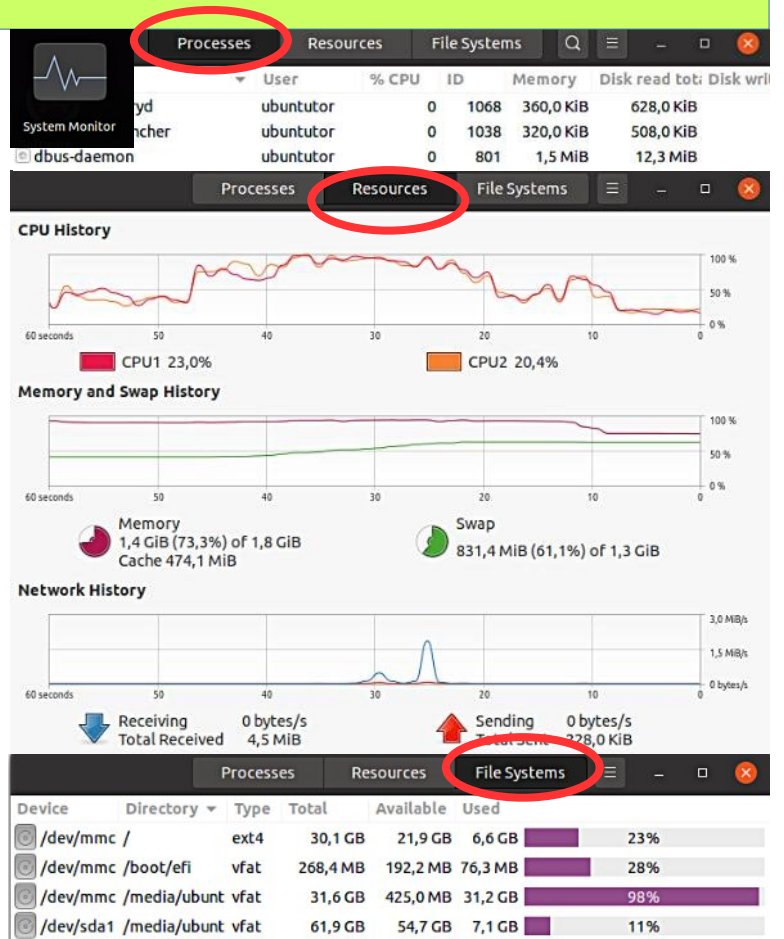 Processes Resources File Systems
User % CPU ID Memory Disk read tota Disk writ
System Monitor
yd ubuntutor 0 1068 360,0 KiB 628,0 KiB
ncher ubuntutor 0 1038 320,0 KiB 508,0 KiB
dbus-daemon ubuntutor 0 801 1,5 MiB 12,3 MiB
Processes Resources File Systems
CPU History
100 %
50 %
0 %
60 seconds 50 40 30 20 10 0
CPU1 23,0% CPU2 20,4%
Memory and Swap History
100 %
50 %
0 %
60 seconds 50 40 30 20 10 0
Memory Swap
1,4 GiB (73,3%) of 1,8 GiB 831,4 MiB (61,1%) of 1,3 GiB
Cache 474,1 MiB
Network History
3,0 MiB/s
1,5 MiB/s
0 bytes/s
60 seconds 50 40 30 20 10 0
Receiving 0 bytes/s Sending 0 bytes/s
Total Received 4,5 MiB Total Sent 228,0 KiB
Processes Resources File Systems
Device Directory Type Total Available Used
/dev/mmc / ext4 30,1 GB 21,9 GB 6,6 GB 23%
/dev/mmc /boot/efi vfat 268,4 MB 192,2 MB 76,3 MB 28%
/dev/mmc /media/ubunt vfat 31,6 GB 425,0 MB 31,2 GB 98%
/dev/sda1 /media/ubunt vfat 61,9 GB 54,7 GB 7,1 GB 11%